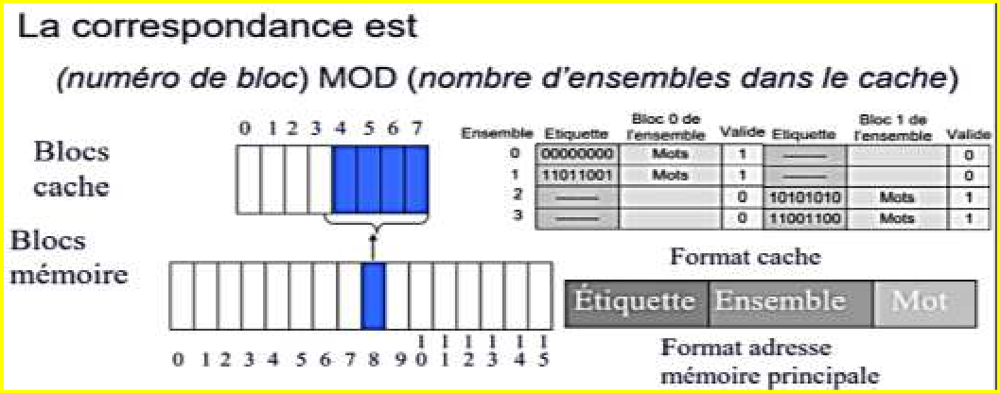 La correspondance est
(numéro de bloc) MOD (nombre d'ensembles dans le cache)
0 1 2 3 4 5 6 7
Blocs
cache
Ensemble Etiquette Bloc 0 de l'ensemble Valide Etiquette Bloc 1 de l'ensemble Valide
0 00000000 Mots 1 —— 0
1 11011001 Mots 1 —— 0
2 —— 0 10101010 Mots 1
3 —— 0 11001100 Mots 1
Blocs
mémoire
0 1 2 3 4 5 6 7 8 9 10 11 12 13 14 15
Format cache
Étiquette Ensemble Mot
Format adresse
mémoire principale